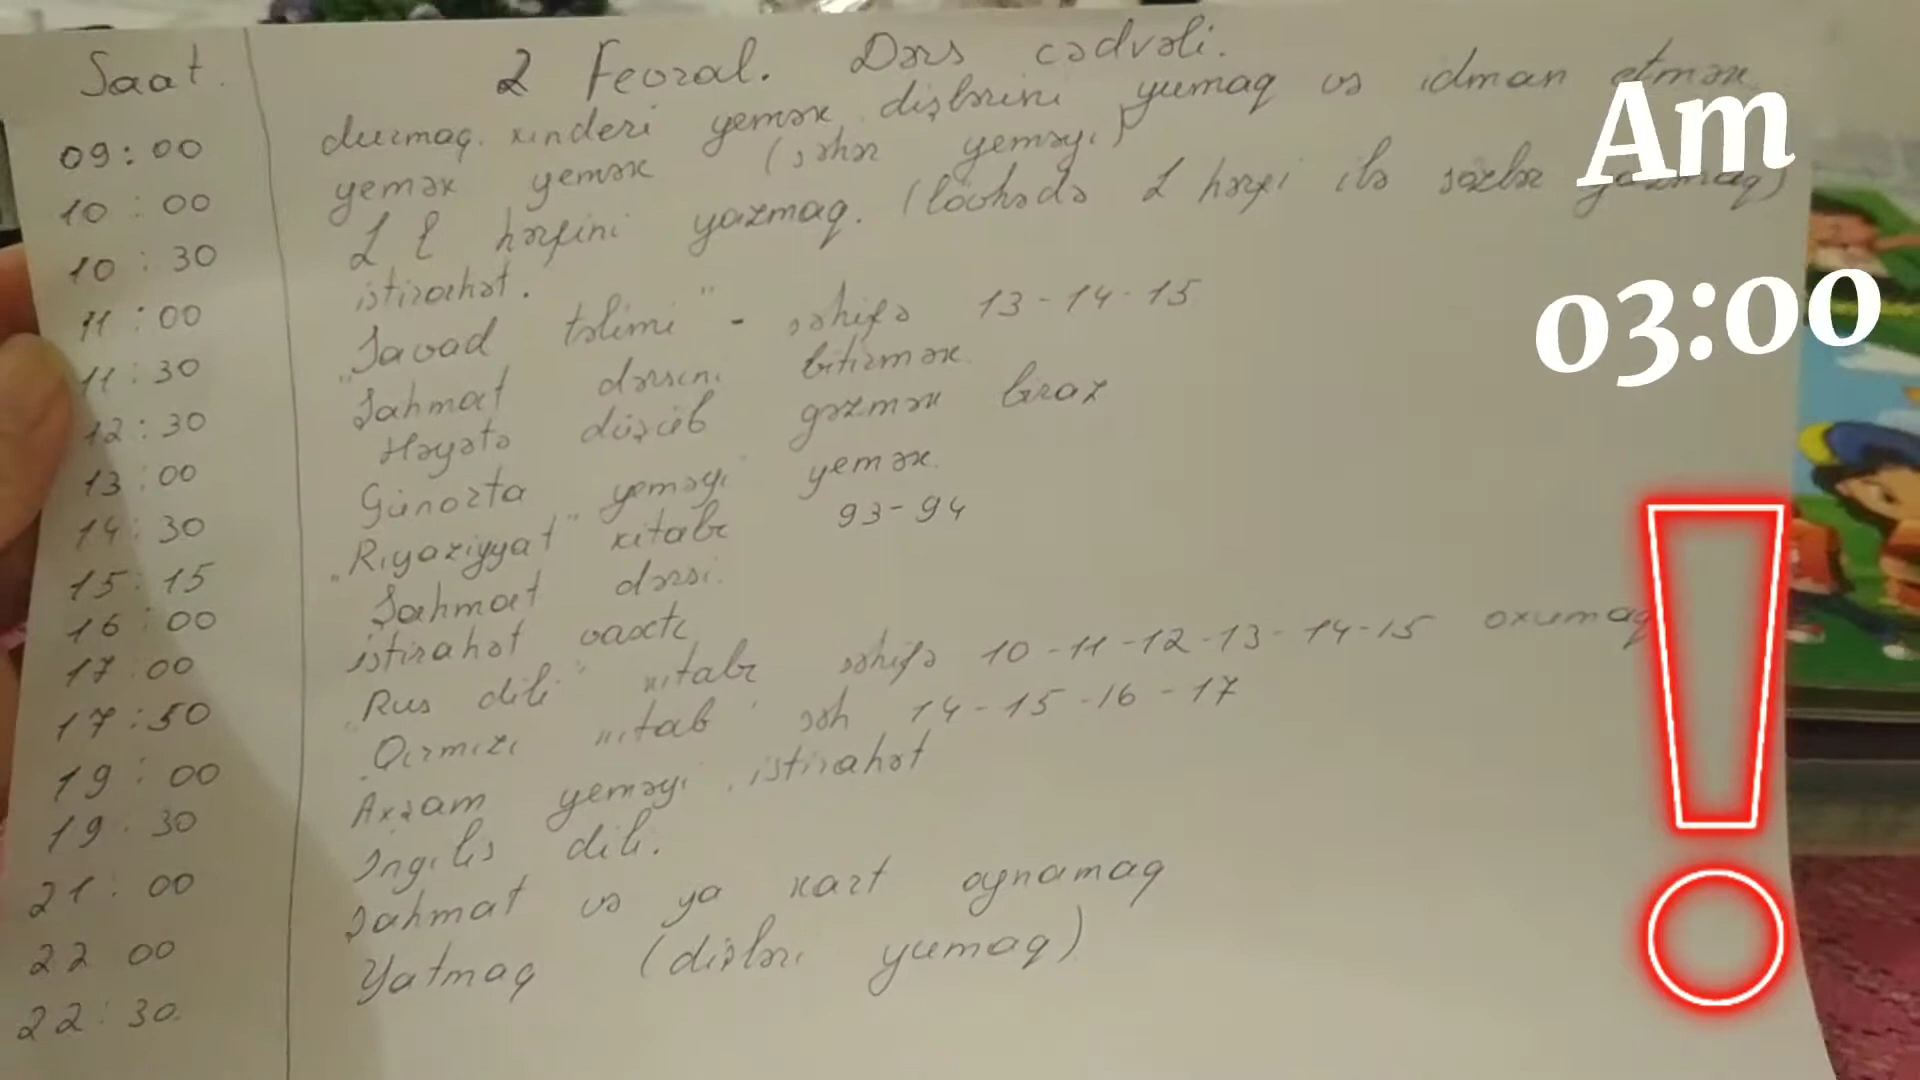 Saat.
2 Fevral. Dərs cədvəli.
09:00 durmaq. kinderi yemək. dişlərini yumaq və idman etmək
10:00 yemək yemək (səhər yeməyi)
10:30 L l hərfini yazmaq. (lövhədə L hərfi ilə sözlər yazmaq)
11:00 istirahət.
11:30 "Savad təlimi" - səhifə 13-14-15
12:30 Şahmat dərsini bitirmək.
13:00 Həyətə düşüb gəzmək biraz
14:30 Günorta yeməyi yemək.
15:15 "Riyaziyyat" kitabı 93-94
16:00 Şahmat dərsi.
17:00 istirahət vaxtı
17:50 "Rus dili" kitabı səhifə 10-11-12-13-14-15 oxumaq
19:00 Qırmızı kitab səh 14-15-16-17
19:30 Axşam yeməyi, istirahət
21:00 İngilis dili.
22 00 Şahmat və ya kart oynamaq
22:30. Yatmaq (dişləri yumaq)
Am
03:00
!